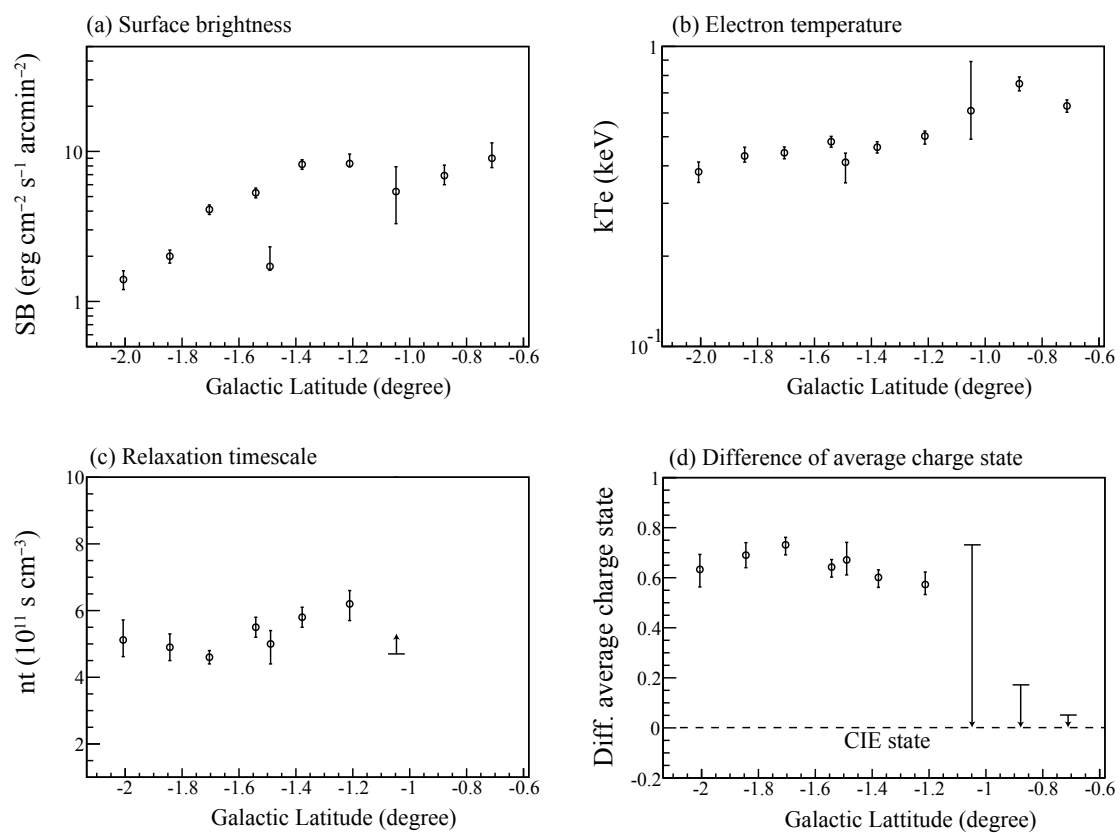 (a) Surface brightness
SB (erg cm⁻² s⁻¹ arcmin⁻²)
10
1
-2.0 -1.8 -1.6 -1.4 -1.2 -1.0 -0.8 -0.6
Galactic Latitude (degree)
(b) Electron temperature
kTe (keV)
1
10⁻¹
-2.0 -1.8 -1.6 -1.4 -1.2 -1.0 -0.8 -0.6
Galactic Latitude (degree)
(c) Relaxation timescale
nt (10¹¹ s cm⁻³)
10
8
6
4
2
-2 -1.8 -1.6 -1.4 -1.2 -1 -0.8 -0.6
Galactic Latitude (degree)
(d) Difference of average charge state
Diff. average charge state
1
0.8
0.6
0.4
0.2
0
-0.2
CIE state
-2 -1.8 -1.6 -1.4 -1.2 -1 -0.8 -0.6
Galactic Lattitude (degree)